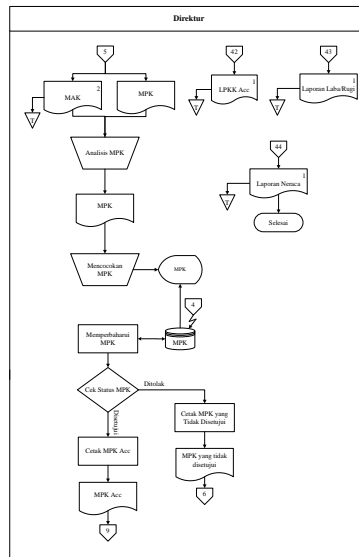 Direktur
5
42
43
2
MAK
MPK
T
1
LPKK Acc
T
1
Laporan Laba/Rugi
T
Analisis MPK
44
MPK
1
Laporan Neraca
T
Selesai
Mencocokan
MPK
MPK
4
Memperbaharui
MPK
MPK
Cek Status MPK
Ditolak
Disetujui
Cetak MPK yang
Tidak Disetujui
Cetak MPK Acc
MPK yang tidak
disetujui
MPK Acc
6
9